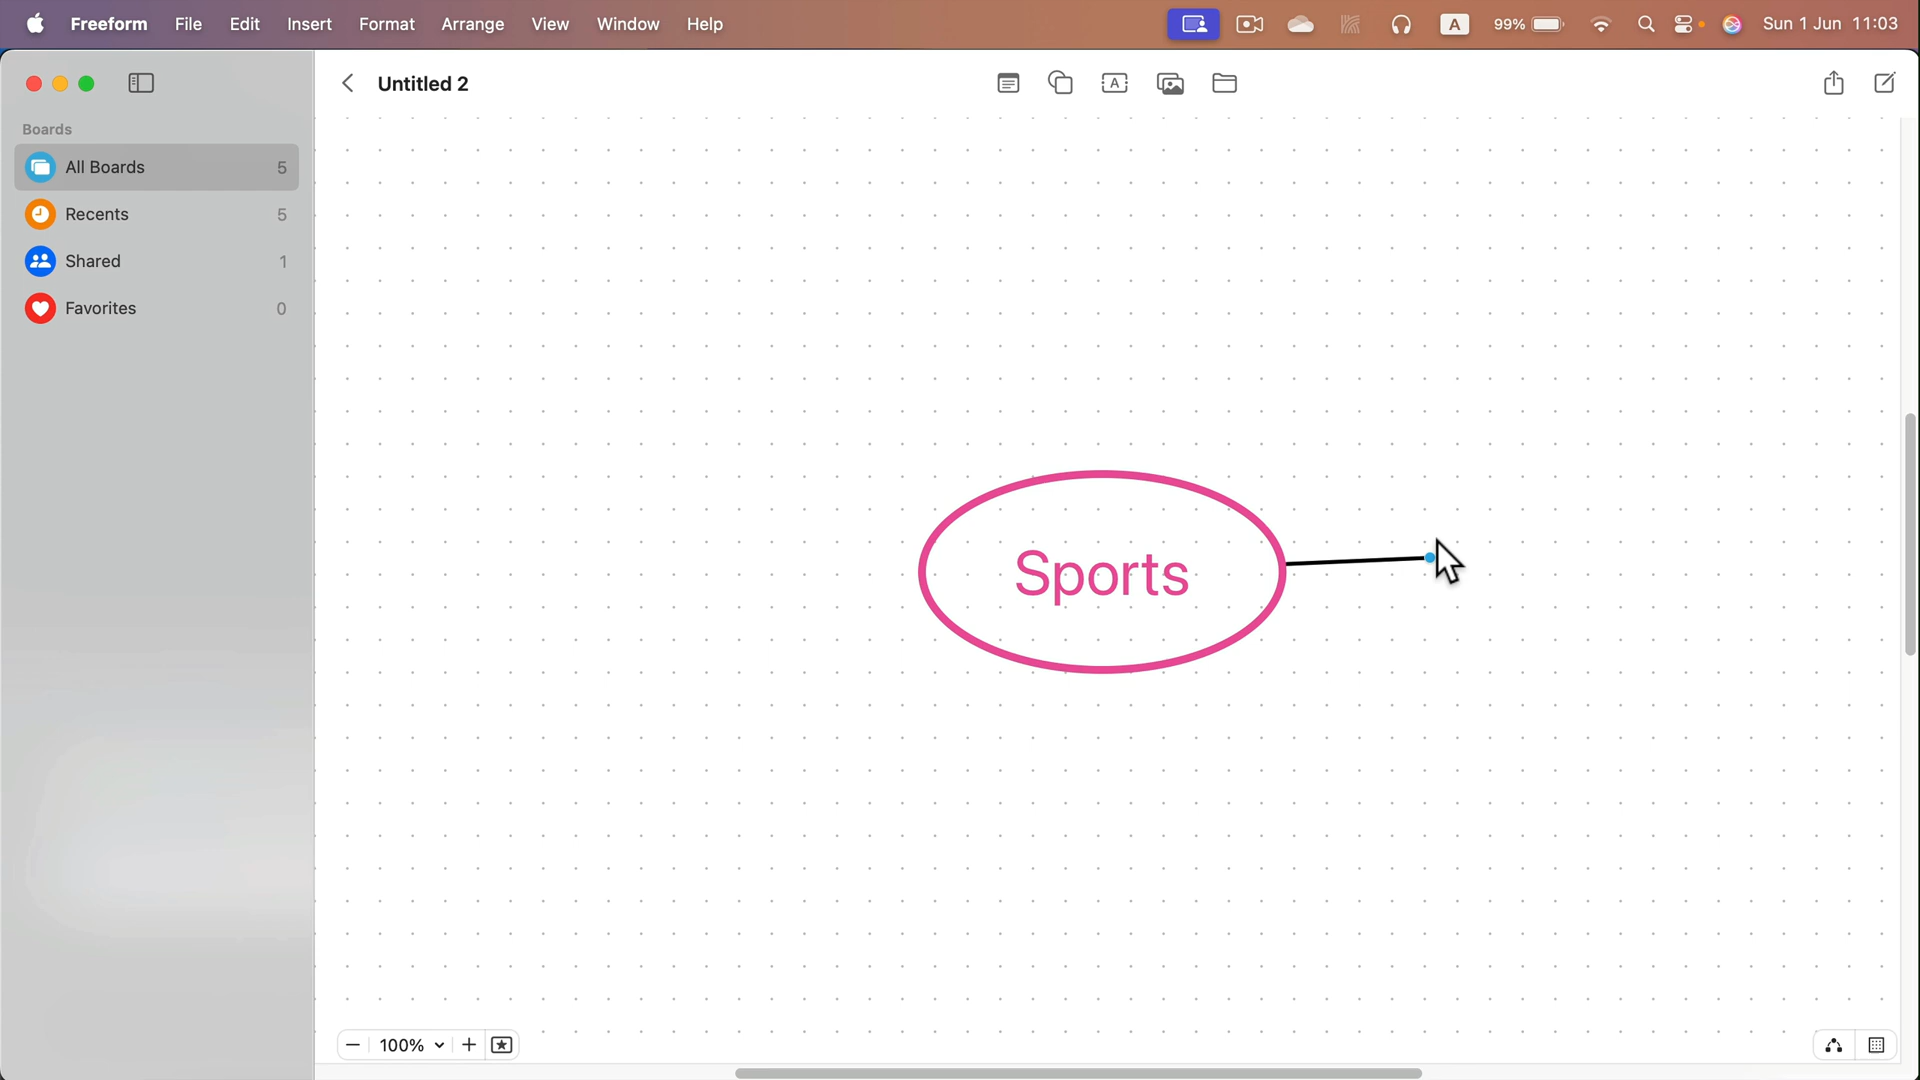 Freeform File Edit Insert Format Arrange View Window Help A 99% Sun 1 Jun 11:03
Untitled 2
A
Boards
All Boards 5
Recents 5
Shared 1
Favorites 0
Sports
100%